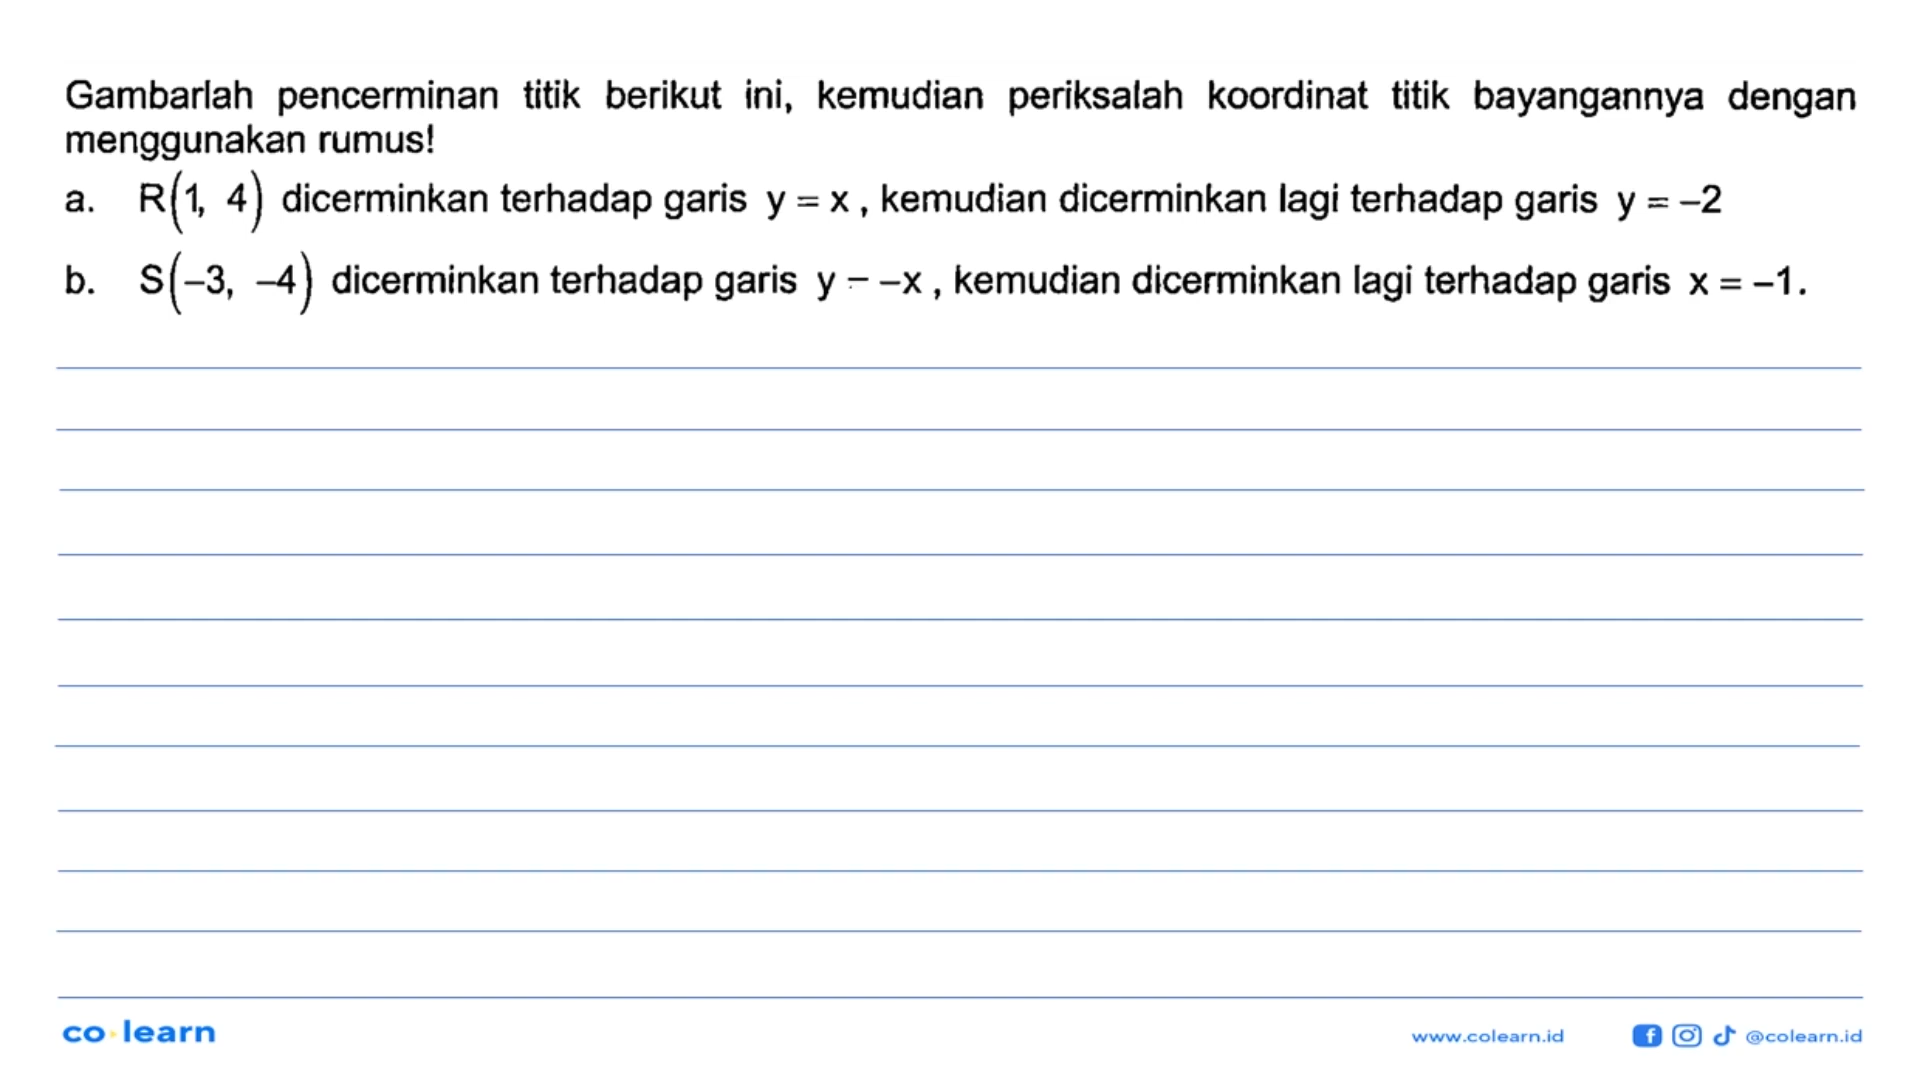 Gambarlah pencerminan titik berikut ini, kemudian periksalah koordinat titik bayangannya dengan
menggunakan rumus!
a. R(1, 4) dicerminkan terhadap garis y = x, kemudian dicerminkan lagi terhadap garis y = –2
b. S(–3, –4) dicerminkan terhadap garis y – –x, kemudian dicerminkan lagi terhadap garis x = –1.
co learn
www.colearn.id @colearn.id